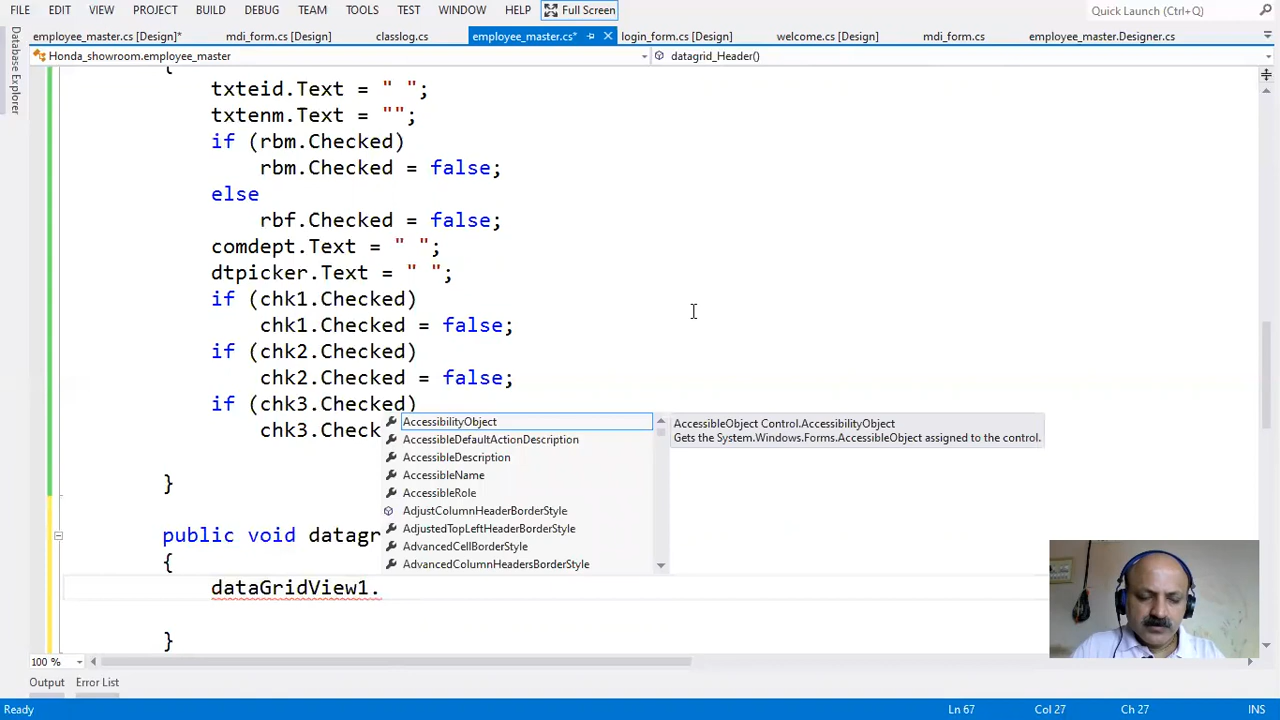 FILE EDIT VIEW PROJECT BUILD DEBUG TEAM TOOLS TEST WINDOW HELP Full Screen Quick Launch (Ctrl+Q)
employee_master.cs [Design]* mdi_form.cs [Design] classlog.cs employee_master.cs* login_form.cs [Design] welcome.cs [Design] mdi_form.cs employee_master.Designer.cs
Database Explorer
Honda_showroom.employee_master datagrid_Header()
{
txteid.Text = " ";
txtenm.Text = "";
if (rbm.Checked)
rbm.Checked = false;
else
rbf.Checked = false;
comdept.Text = " ";
dtpicker.Text = " ";
if (chk1.Checked)
chk1.Checked = false;
if (chk2.Checked)
chk2.Checked = false;
if (chk3.Checked)
chk3.Check
AccessibilityObject
AccessibleDefaultActionDescription
AccessibleDescription
AccessibleName
AccessibleRole
AdjustColumnHeaderBorderStyle
AdjustedTopLeftHeaderBorderStyle
AdvancedCellBorderStyle
AdvancedColumnHeadersBorderStyle
AccessibleObject Control.AccessibilityObject
Gets the System.Windows.Forms.AccessibleObject assigned to the control.
}
public void datagr
{
dataGridView1.
}
100 %
Output Error List
Ready Ln 67 Col 27 Ch 27 INS